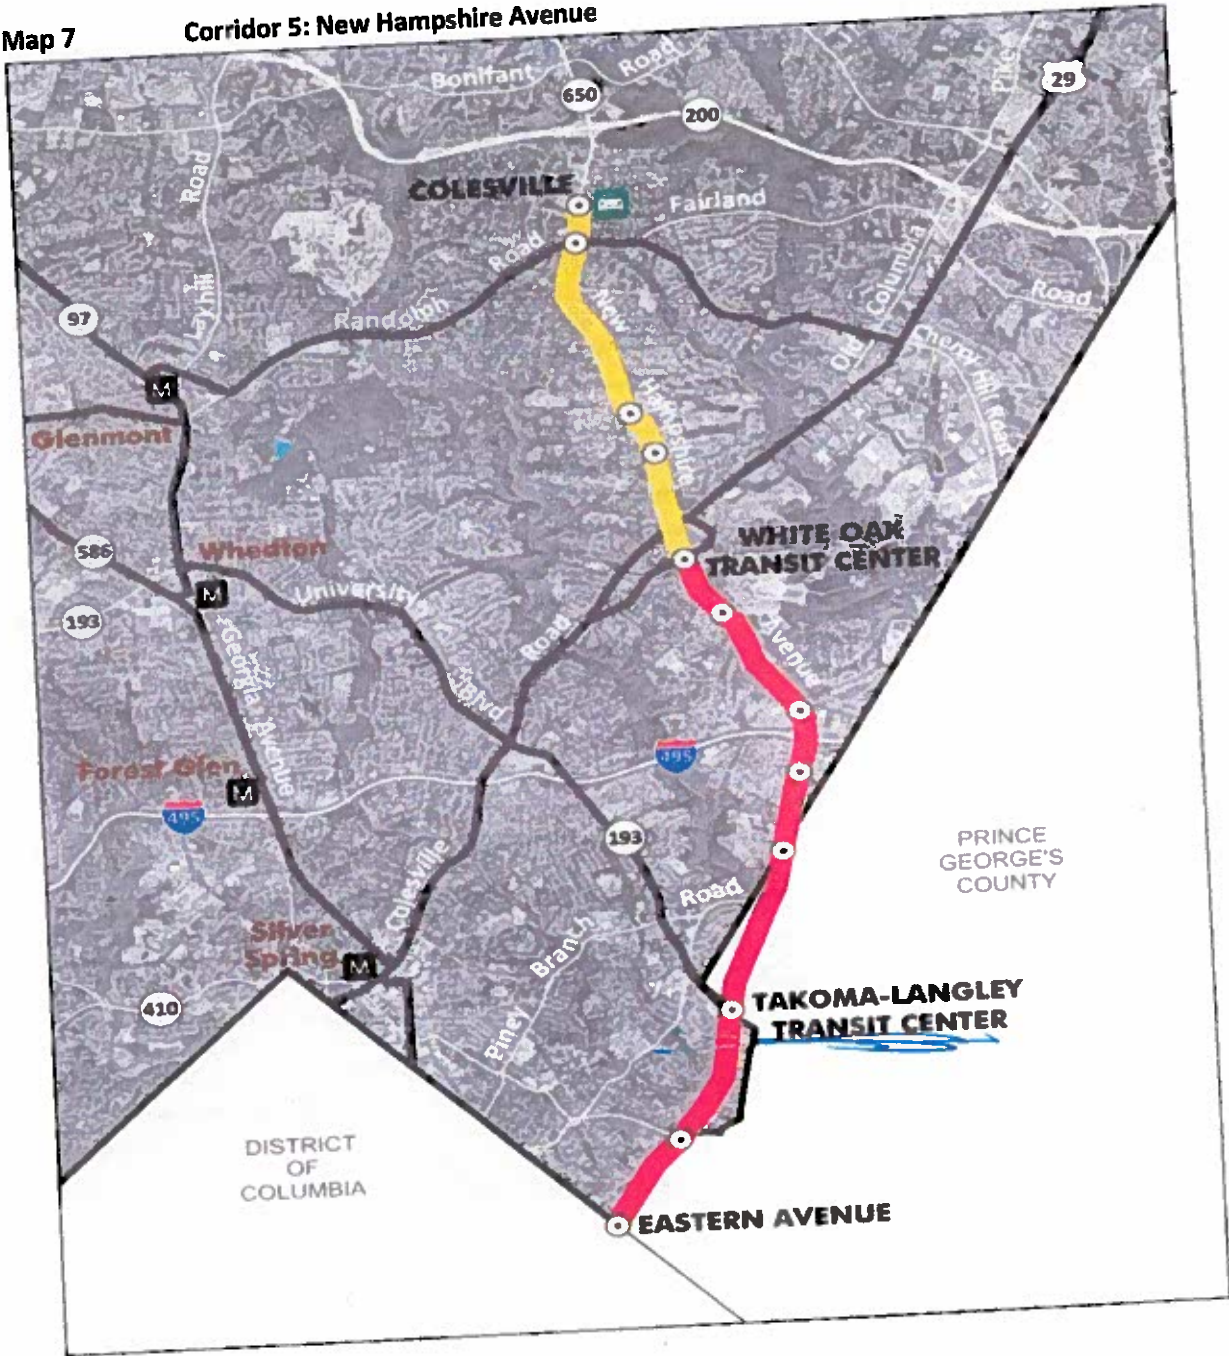 Map 7
Corridor 5: New Hampshire Avenue
29
Bonifant
Road
Pike
650
200
Road
COLESVILLE
Fairland
Road
Columbia
Road
97
Layhill
Randolph
New
Old
Cherry
Hill Road
M
Hampshire
Glenmont
586
Wheaton
WHITE OAK
TRANSIT CENTER
M
University
193
Georgia
Avenue
Road
Avenue
Blvd
495
Forest Glen
M
495
193
PRINCE
GEORGE'S
COUNTY
Colesville
Road
Silver
Spring
M
Branch
Piney
410
TAKOMA-LANGLEY
TRANSIT CENTER
DISTRICT
OF
COLUMBIA
EASTERN AVENUE